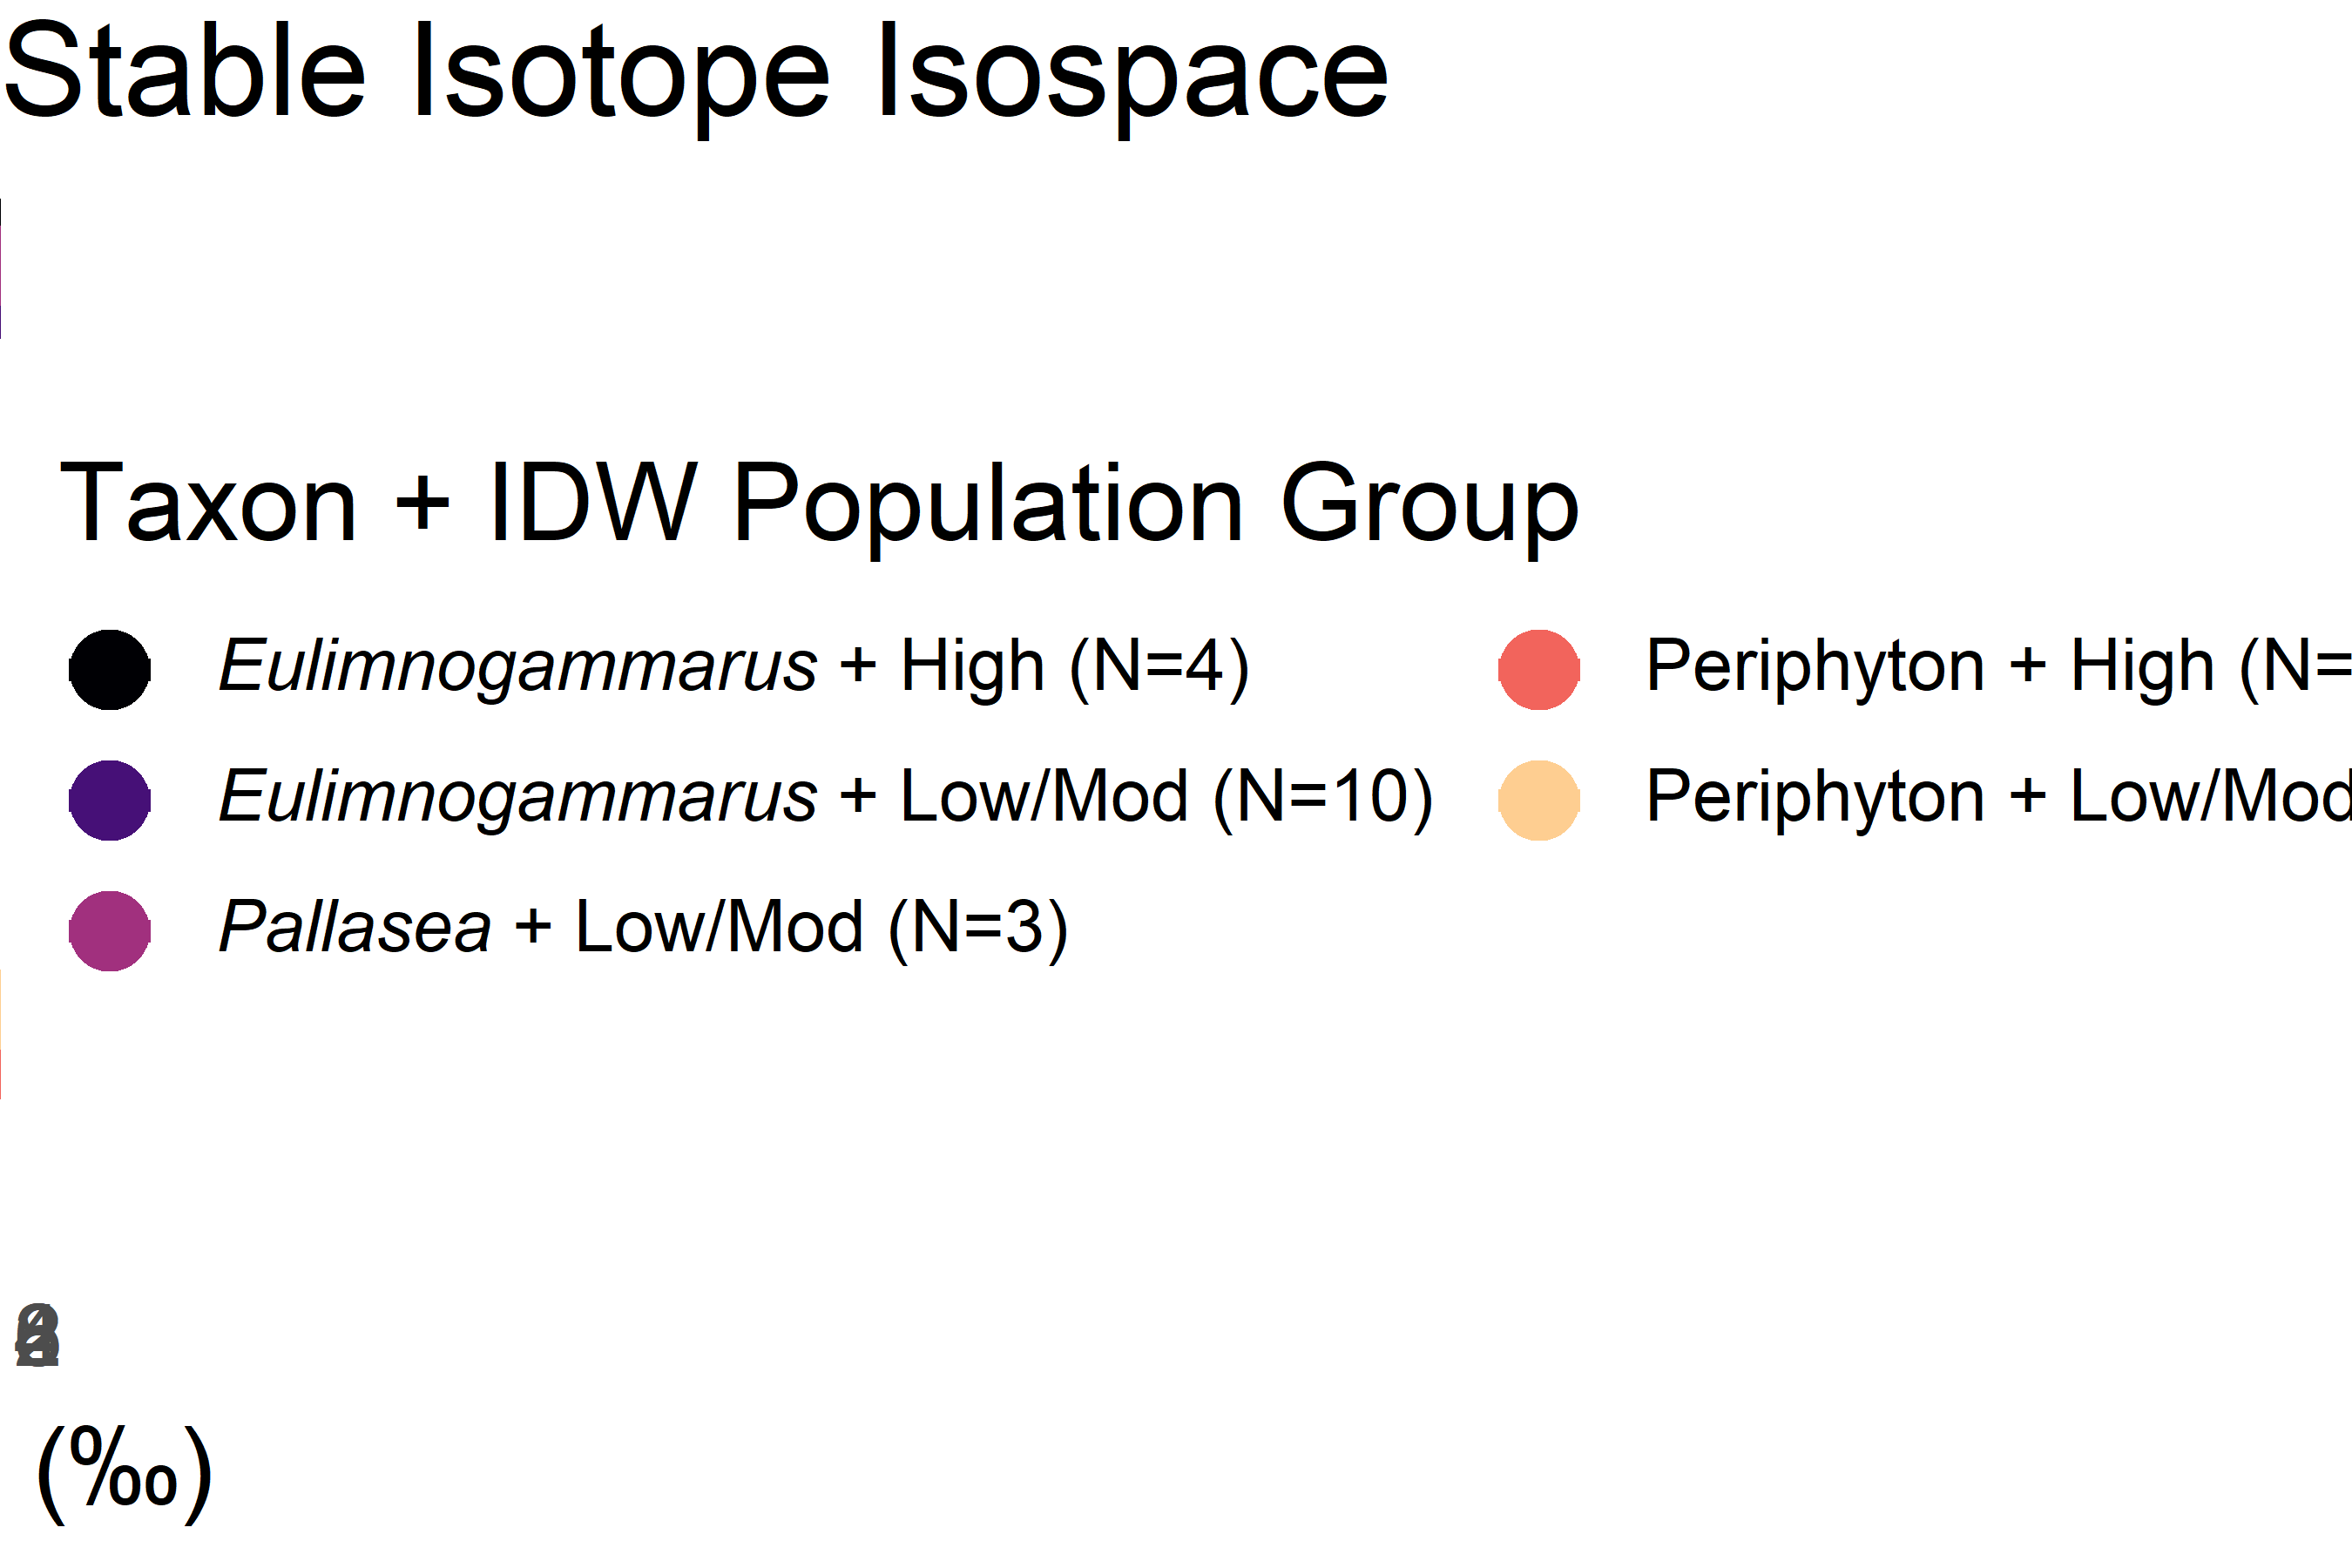 Stable Isotope Isospace
Taxon + IDW Population Group
Eulimnogammarus + High (N=4)
Eulimnogammarus + Low/Mod (N=10)
Pallasea + Low/Mod (N=3)
Periphyton + High (N=
Periphyton + Low/Mod
(‰)